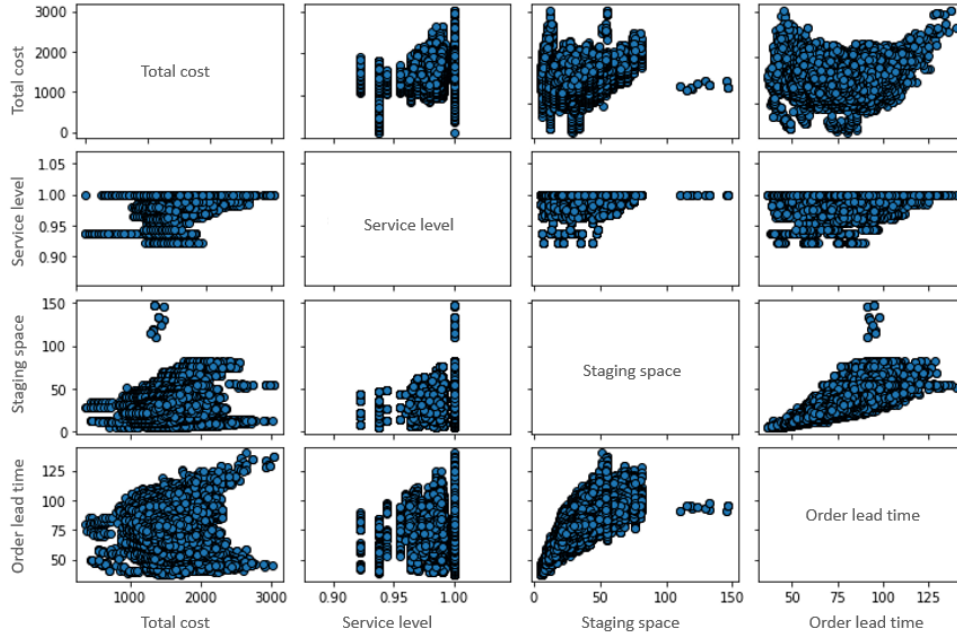 3000
2000
1000
0
Total cost
Total cost
1.05
1.00
0.95
0.90
Service level
Service level
150
100
50
0
Staging space
Staging space
125
100
75
50
Order lead time
Order lead time
1000 2000 3000
0.90 0.95 1.00
0 50 100 150
50 75 100 125
Total cost
Service level
Staging space
Order lead time